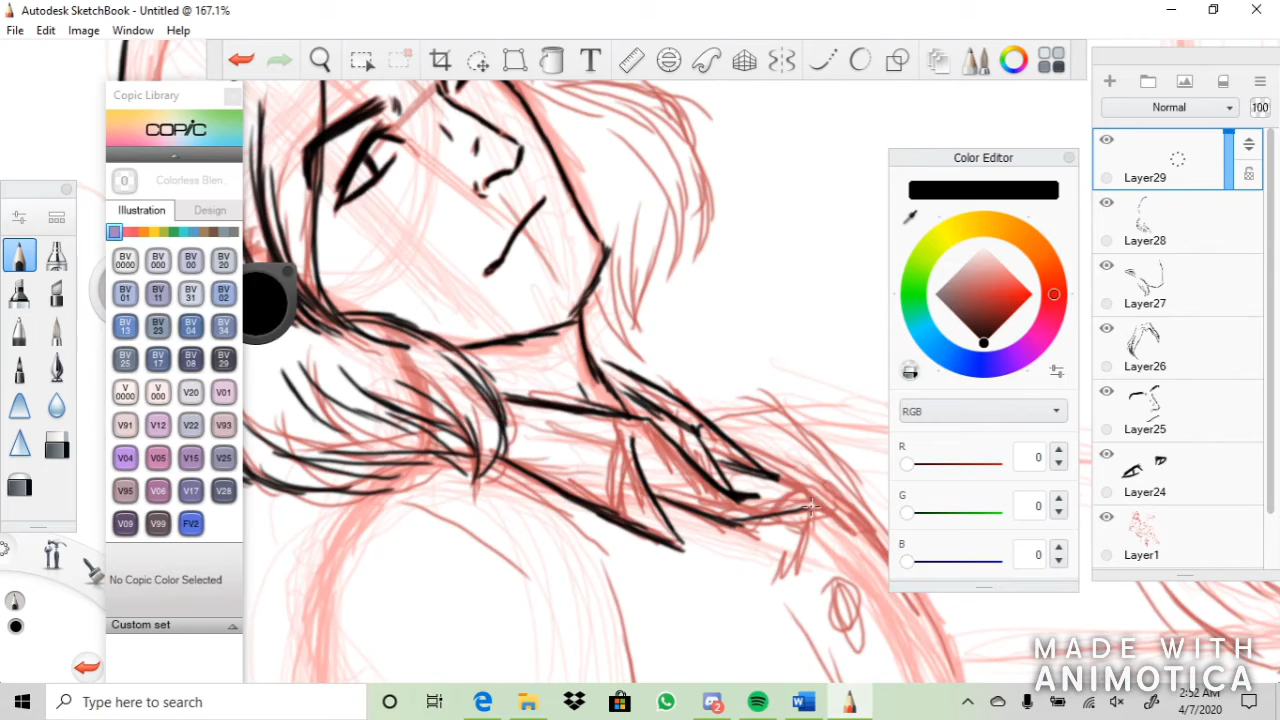 Autodesk SketchBook - Untitled @ 167.1%
File Edit Image Window Help
T
Copic Library
COPIC
0 Colorless Blen..
Illustration Design
BV 0000 BV 000 BV 00 BV 20
BV 01 BV 11 BV 31 BV 02
BV 13 BV 23 BV 04 BV 34
BV 25 BV 17 BV 08 BV 29
V 0000 V 000 V20 V01
V91 V12 V22 V93
V04 V05 V15 V25
V95 V06 V17 V28
V09 V99 FV2
No Copic Color Selected
Custom set
Color Editor
RGB
R 0
G 0
B 0
Normal 100
Layer29
Layer28
Layer27
Layer26
Layer25
Layer24
Layer1
MADE WITH
ANIMOTICA
Type here to search
2
2:52 AM
4/7/2020